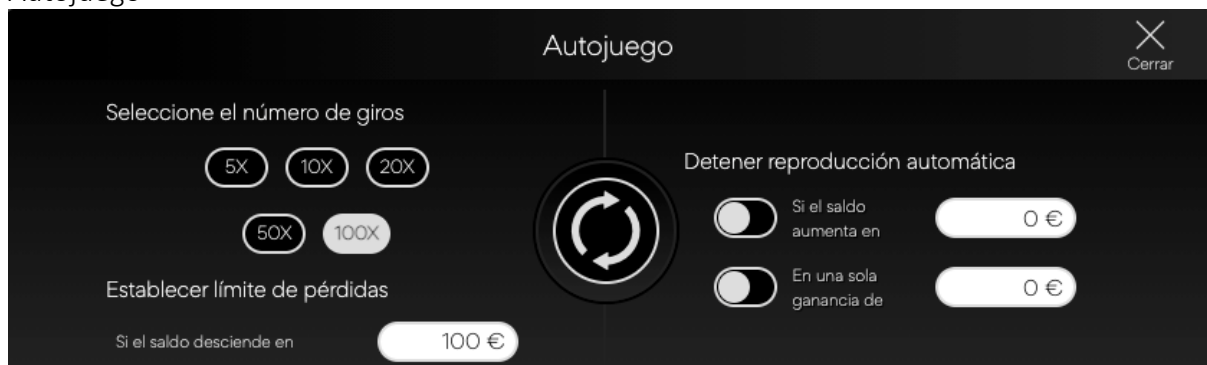 Autojuego
Cerrar
Seleccione el número de giros
5X 10X 20X
50X 100X
Establecer límite de pérdidas
Si el saldo desciende en 100 €
Detener reproducción automática
Si el saldo
aumenta en 0 €
En una sola
ganancia de 0 €